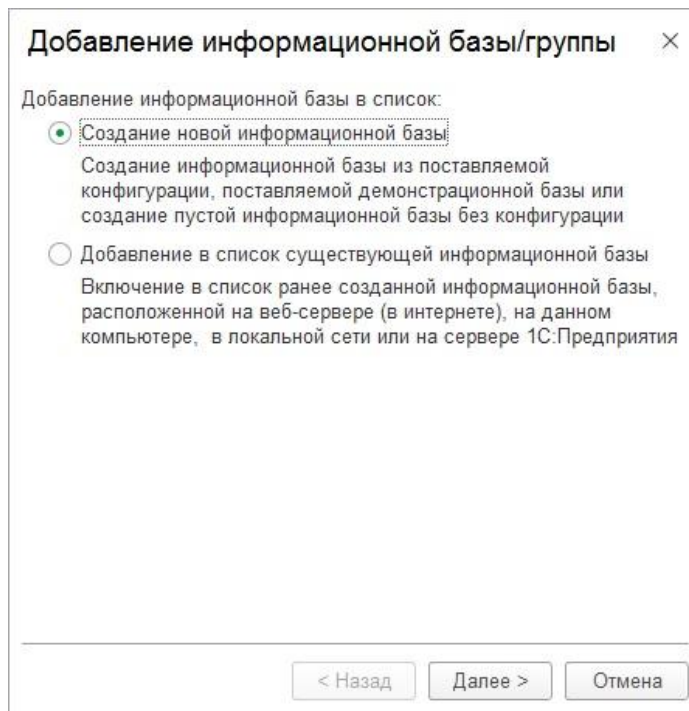 Добавление информационной базы/группы
Добавление информационной базы в список:
Создание новой информационной базы
Создание информационной базы из поставляемой
конфигурации, поставляемой демонстрационной базы или
создание пустой информационной базы без конфигурации
Добавление в список существующей информационной базы
Включение в список ранее созданной информационной базы,
расположенной на веб-сервере (в интернете), на данном
компьютере, в локальной сети или на сервере 1С:Предприятия
< Назад Далее > Отмена